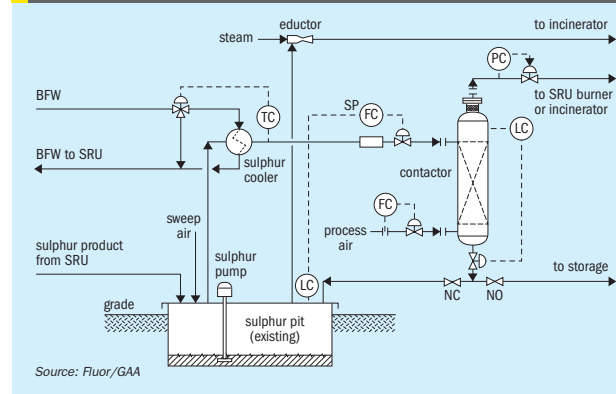 eductor
steam
to incinerator
PC
BFW
to SRU burner
or incinerator
TC
SP
FC
LC
BFW to SRU
sulphur
cooler
contactor
sweep
air
FC
process
air
sulphur product
from SRU
sulphur
pump
LC
to storage
NC
NO
grade
sulphur pit
(existing)
Source: Fluor/GAA